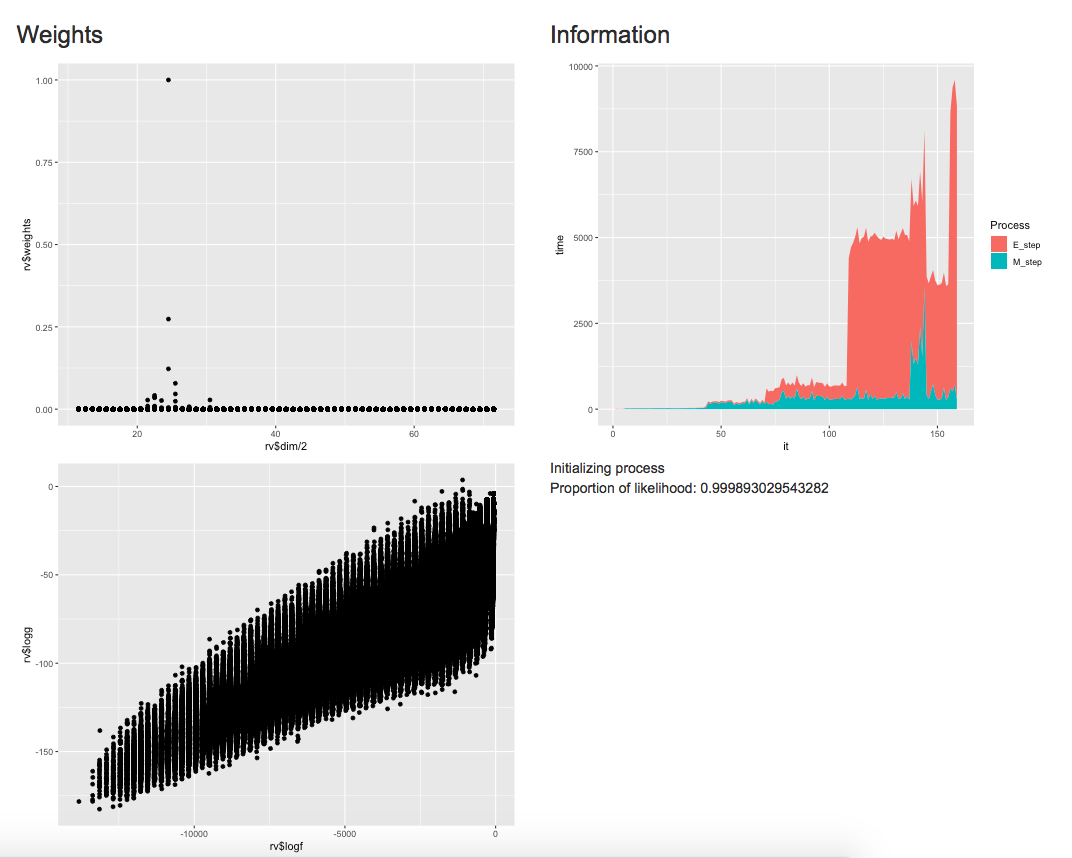 Weights
1.00
0.75
0.50
0.25
0.00
rv$weights
20
40
60
rv$dim/2
0
-50
-100
-150
rv$logg
-10000
-5000
0
rv$logf
Information
10000
7500
5000
2500
0
time
0
50
100
150
it
Process
E_step
M_step
Initializing process
Proportion of likelihood: 0.999893029543282